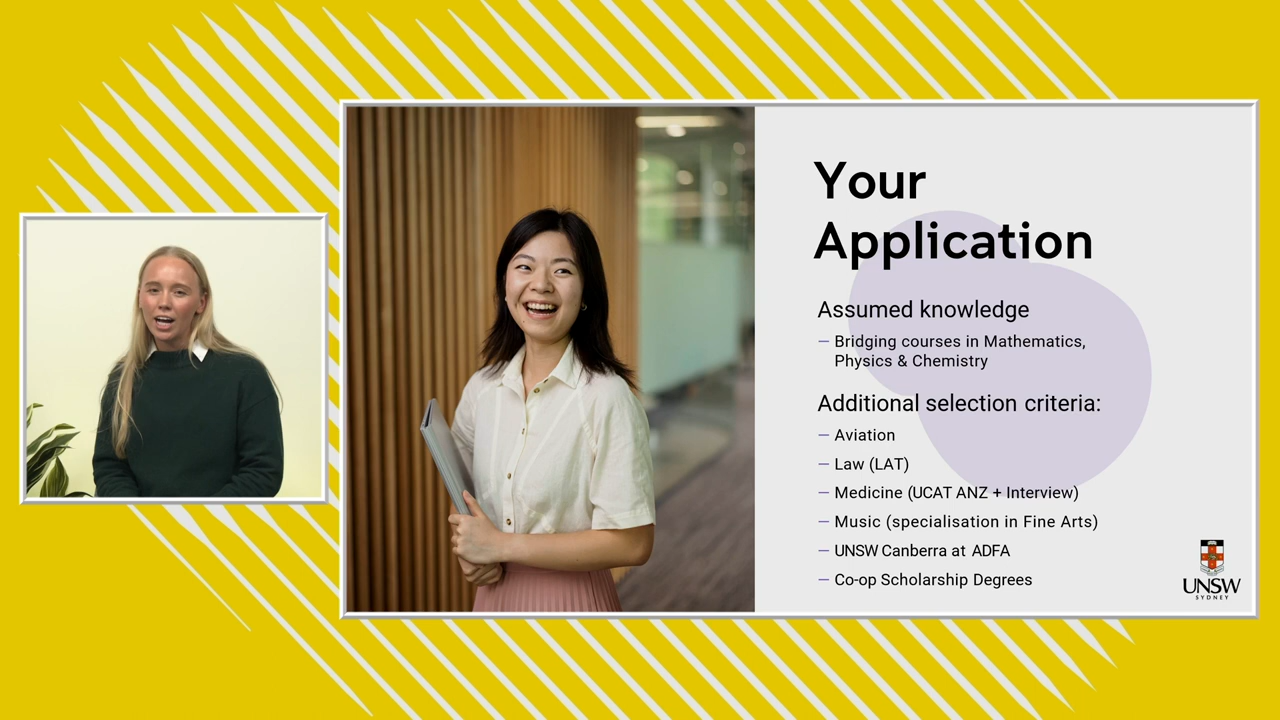 Your
Application
Assumed knowledge
— Bridging courses in Mathematics,
Physics & Chemistry
Additional selection criteria:
— Aviation
— Law (LAT)
— Medicine (UCAT ANZ + Interview)
— Music (specialisation in Fine Arts)
— UNSW Canberra at ADFA
— Co-op Scholarship Degrees
UNSW
SYDNEY